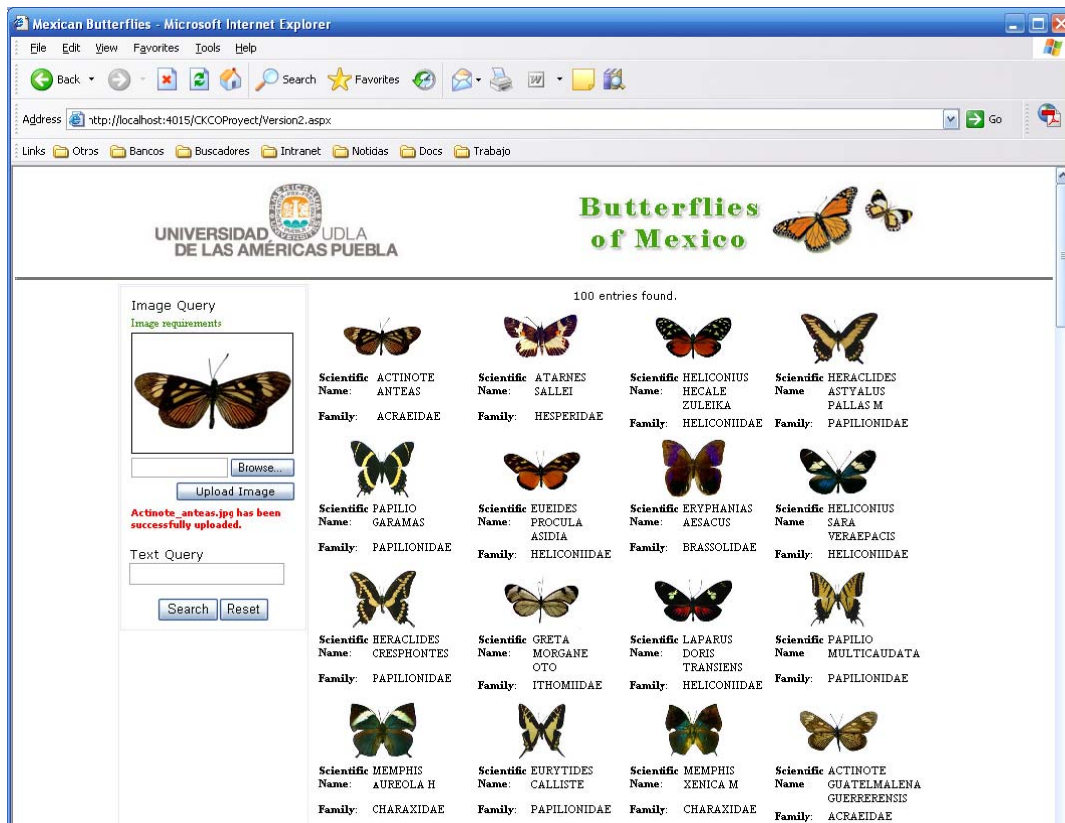 Mexican Butterflies - Microsoft Internet Explorer
File Edit View Favorites Tools Help
Back Search Favorites
Address http://localhost:4015/CKCOProyect/Version2.aspx Go
Links Otros Bancos Buscadores Intranet Noticias Docs Trabajo
UNIVERSIDAD UDLA
DE LAS AMÉRICAS PUEBLA
Butterflies
of Mexico
Image Query
Image requirements
Browse...
Upload Image
Actinote_anteas.jpg has been
successfully uploaded.
Text Query
Search Reset
100 entries found.
Scientific ACTINOTE Scientific ATARNES Scientific HELICONIUS Scientific HERACLIDES
Name: ANTEAS Name: SALLEI Name: HECALE Name: ASTYALUS
ZULEIKA PALLAS M
Family: ACRAEIDAE Family: HESPERIDAE Family: HELICONIIDAE Family: PAPILIONIDAE
Scientific PAPILIO Scientific EUEIDES Scientific ERYPHANIAS Scientific HELICONIUS
Name: GARAMAS Name: PROCULA Name: AESACUS Name: SARA
ASIDIA VERAEPACIS
Family: PAPILIONIDAE Family: HELICONIIDAE Family: BRASSOLIDAE Family: HELICONIIDAE
Scientific HERACLIDES Scientific GRETA Scientific LAPARUS Scientific PAPILIO
Name: CRESPHONTES Name: MORGANE Name: DORIS Name MULTICAUDATA
OTO TRANSIENS
Family: PAPILIONIDAE Family: ITHOMIIDAE Family: HELICONIIDAE Family: PAPILIONIDAE
Scientific MEMPHIS Scientific EURYTIDES Scientific MEMPHIS Scientific ACTINOTE
Name: AUREOLA H Name: CALLISTE Name: XENICA M Name GUATELMALENA
GUERRERENSIS
Family: CHARAXIDAE Family: PAPILIONIDAE Family: CHARAXIDAE Family: ACRAEIDAE